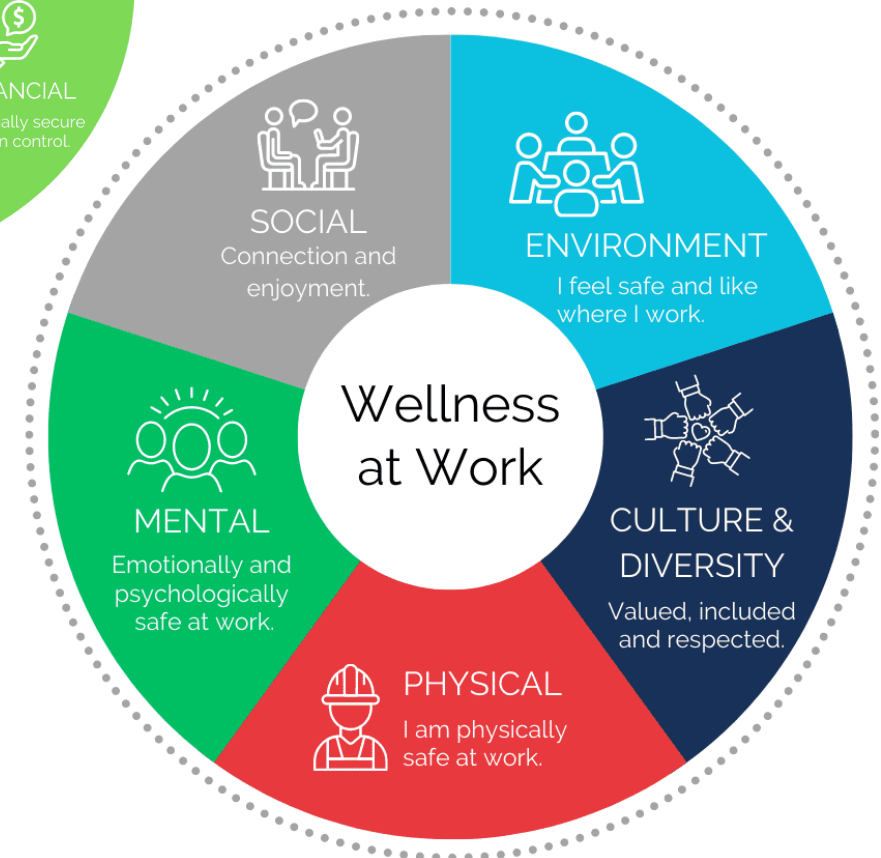 $
ally secure
n control.
SOCIAL
Connection and
enjoyment.
ENVIRONMENT
I feel safe and like
where I work.
Wellness
at Work
MENTAL
Emotionally and
psychologically
safe at work.
CULTURE &
DIVERSITY
Valued, included
and respected.
PHYSICAL
I am physically
safe at work.